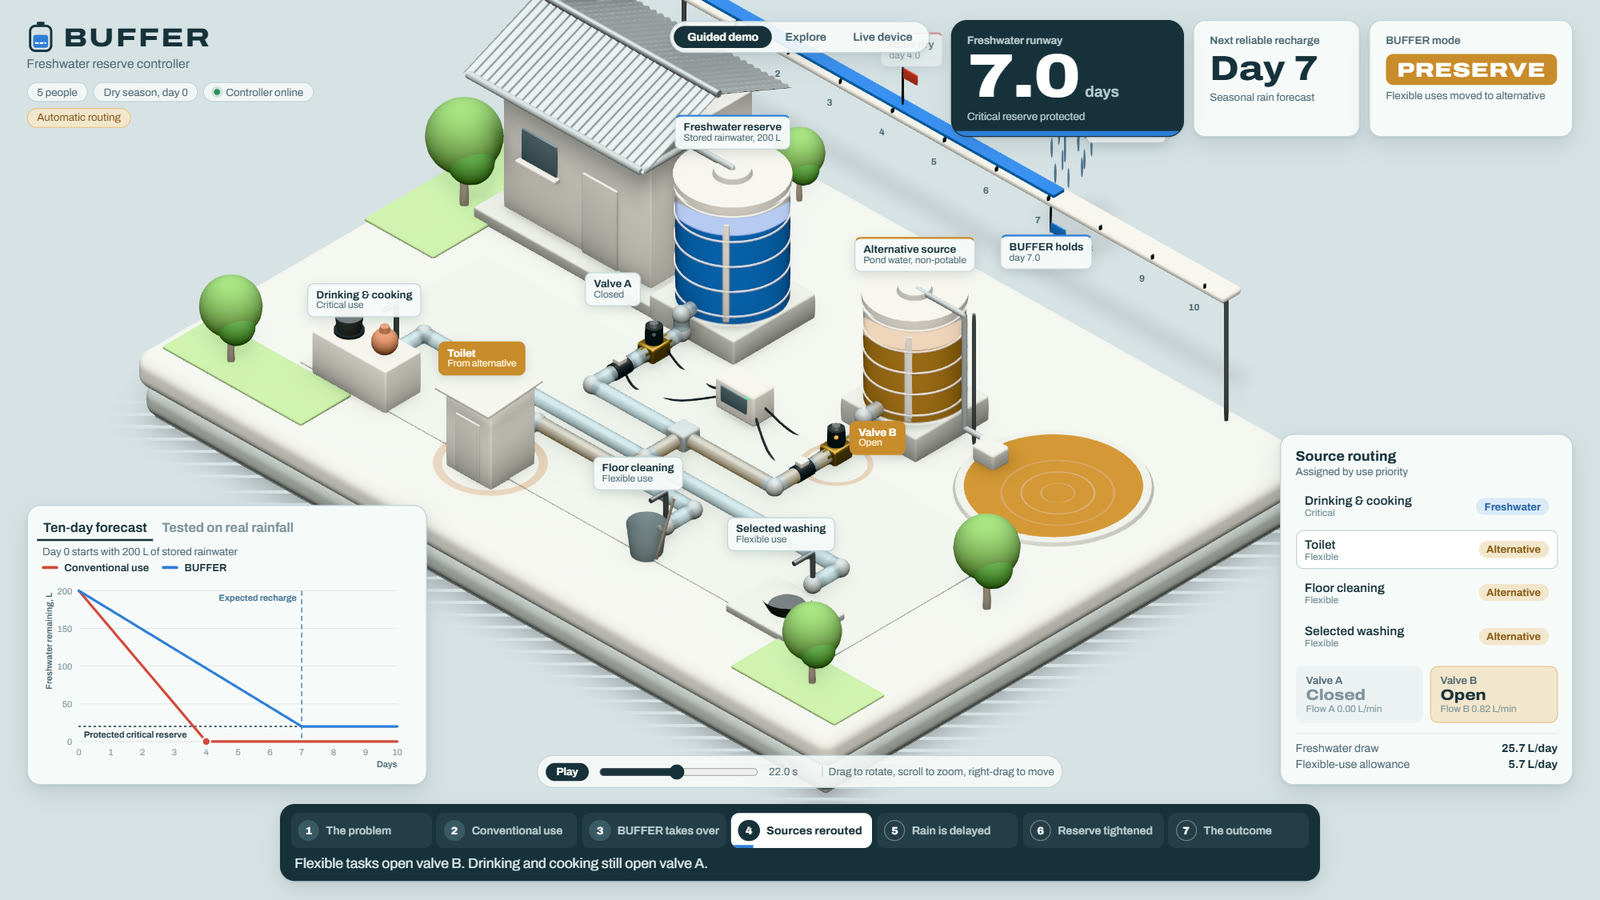 BUFFER
Freshwater reserve controller
5 people
Dry season, day 0
Controller online
Automatic routing
Guided demo
Explore
Live device
day 4.0
Freshwater runway
7.0 days
Critical reserve protected
Next reliable recharge
Day 7
Seasonal rain forecast
BUFFER mode
PRESERVE
Flexible uses moved to alternative
2
3
4
5
6
7
9
10
Freshwater reserve
Stored rainwater, 200 L
Alternative source
Pond water, non-potable
BUFFER holds
day 7.0
Valve A
Closed
Drinking & cooking
Critical use
Toilet
From alternative
Valve B
Open
Floor cleaning
Flexible use
Selected washing
Flexible use
Source routing
Assigned by use priority
Drinking & cooking
Critical
Freshwater
Toilet
Flexible
Alternative
Floor cleaning
Flexible
Alternative
Selected washing
Flexible
Alternative
Valve A
Closed
Flow A 0.00 L/min
Valve B
Open
Flow B 0.82 L/min
Freshwater draw 25.7 L/day
Flexible-use allowance 5.7 L/day
Ten-day forecast
Tested on real rainfall
Day 0 starts with 200 L of stored rainwater
Conventional use
BUFFER
Freshwater remaining, L
200
150
100
50
0
Expected recharge
Protected critical reserve
0 1 2 3 4 5 6 7 8 9 10
Days
Play
22.0 s
Drag to rotate, scroll to zoom, right-drag to move
1 The problem
2 Conventional use
3 BUFFER takes over
4 Sources rerouted
5 Rain is delayed
6 Reserve tightened
7 The outcome
Flexible tasks open valve B. Drinking and cooking still open valve A.